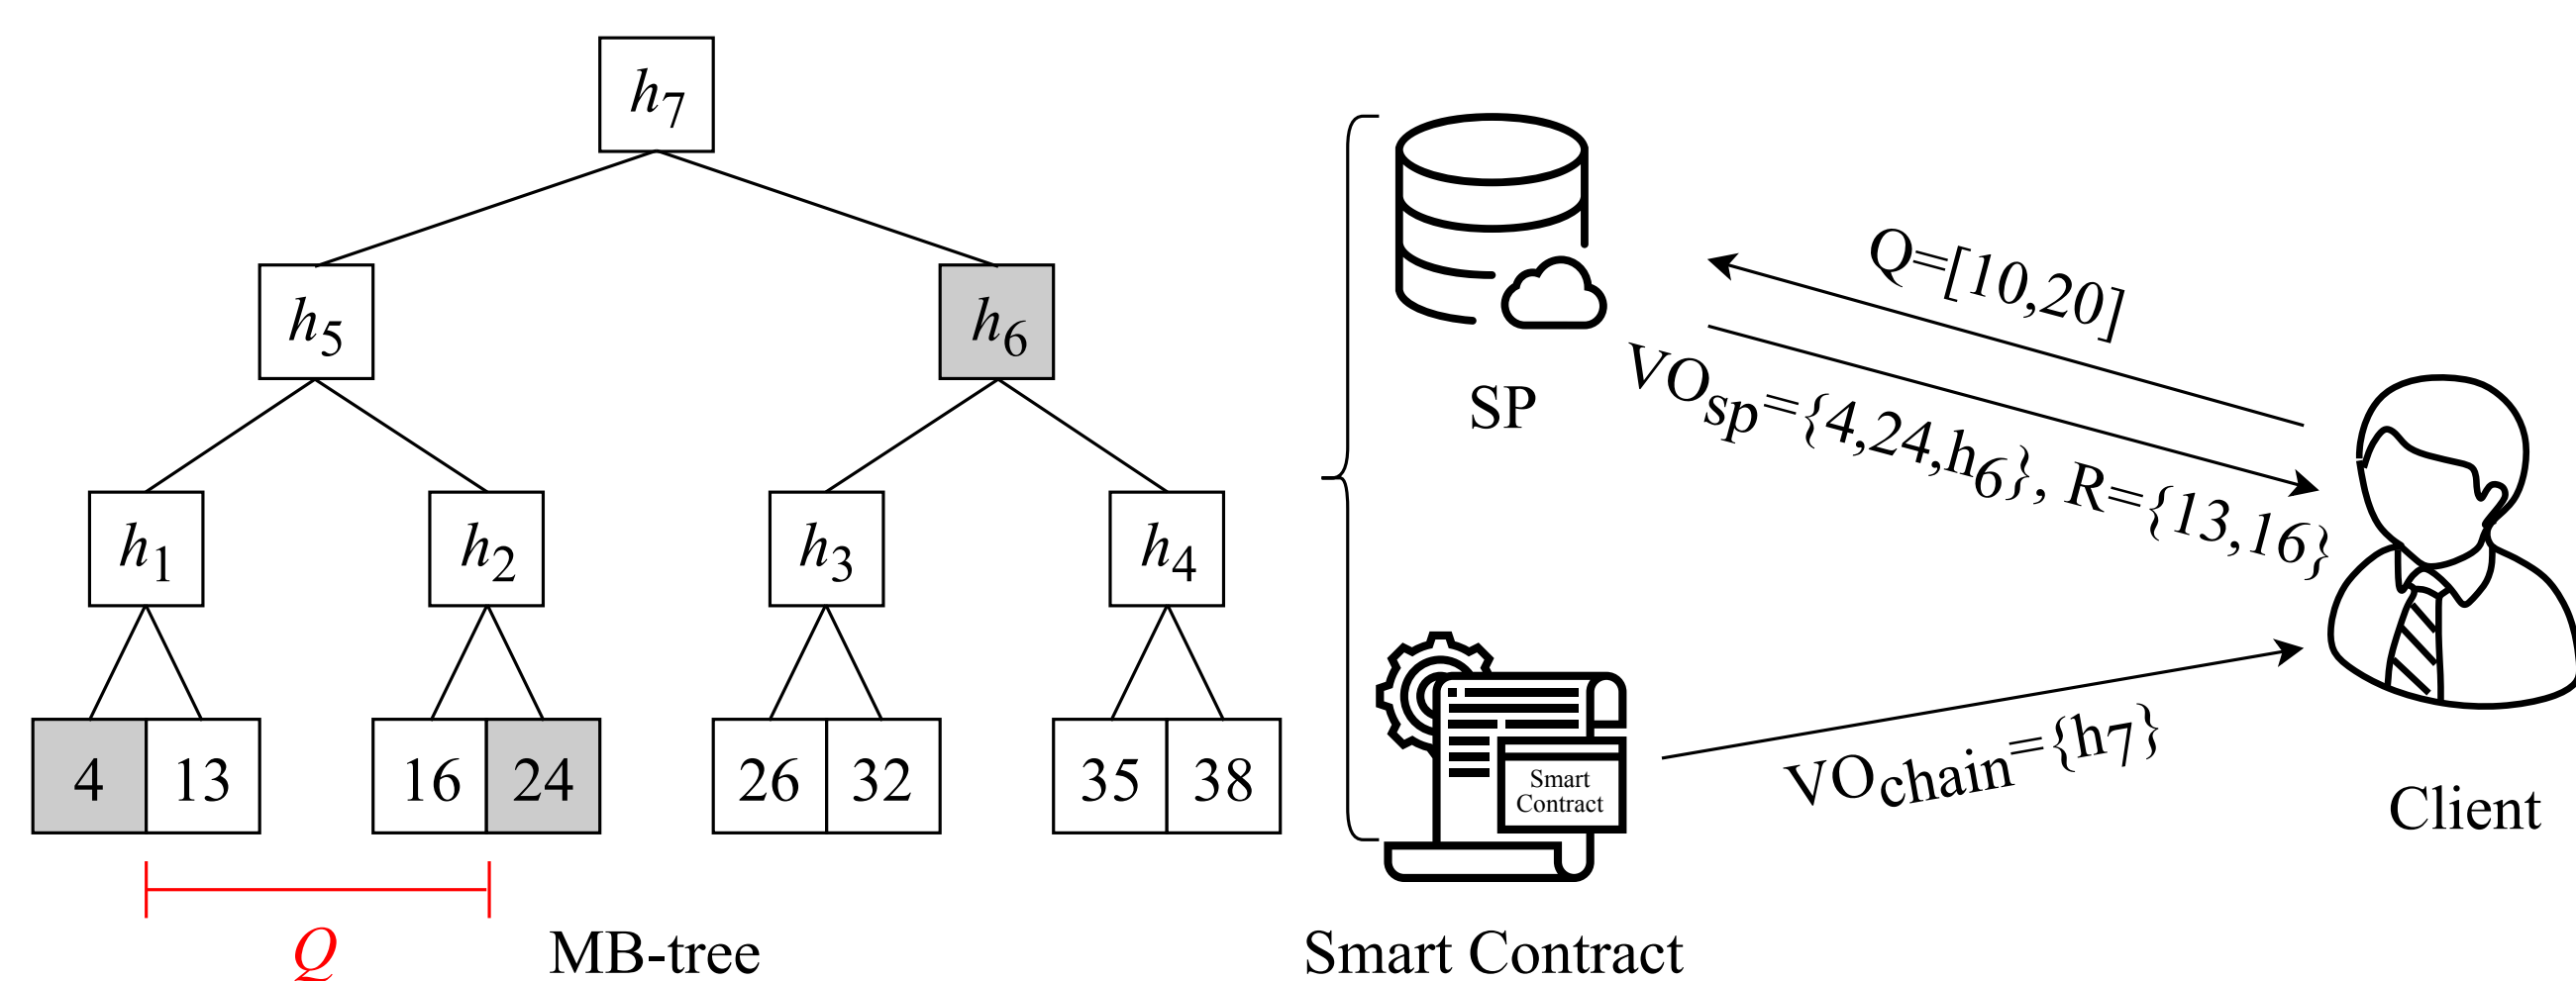 h7
h5
h6
h1
h2
h3
h4
4 13 16 24 26 32 35 38
Q
MB-tree
SP
Smart Contract
Smart Contract
Q=[10,20]
VOsp={4,24,h6}, R={13,16}
VOchain={h7}
Client